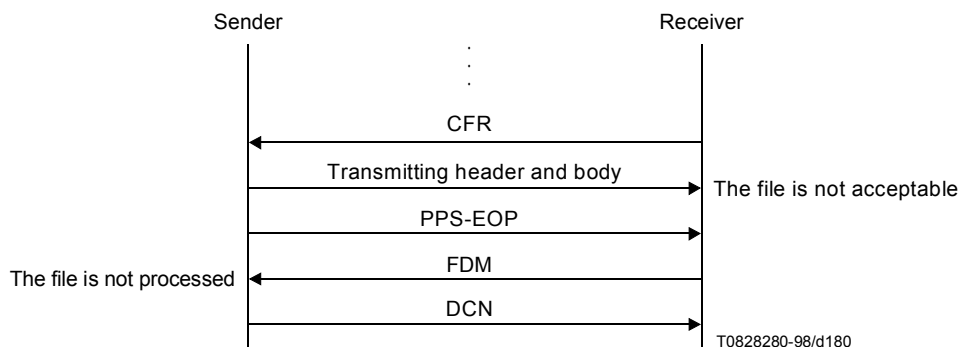 Sender
Receiver
.
.
.
CFR
Transmitting header and body
The file is not acceptable
PPS-EOP
The file is not processed
FDM
DCN
T0828280-98/d180